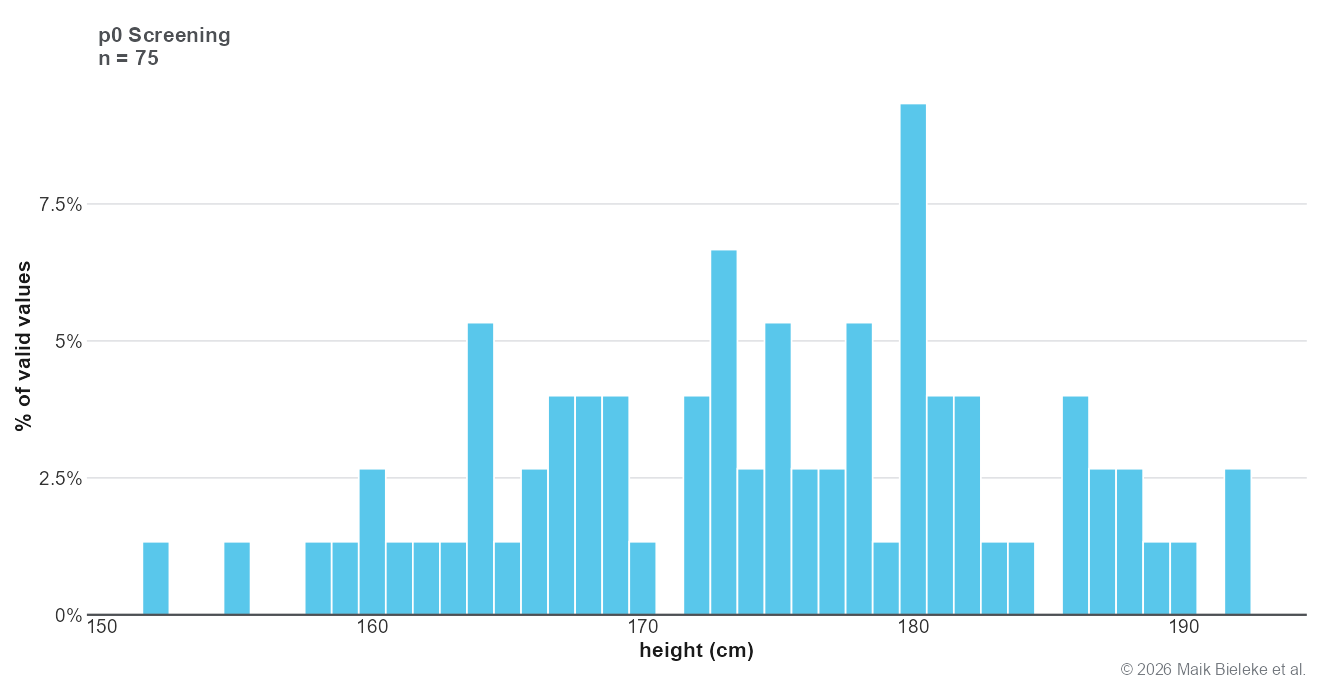 p0 Screening
n = 75
% of valid values
7.5%
5%
2.5%
0%
150 160 170 180 190
height (cm)
© 2026 Maik Bieleke et al.